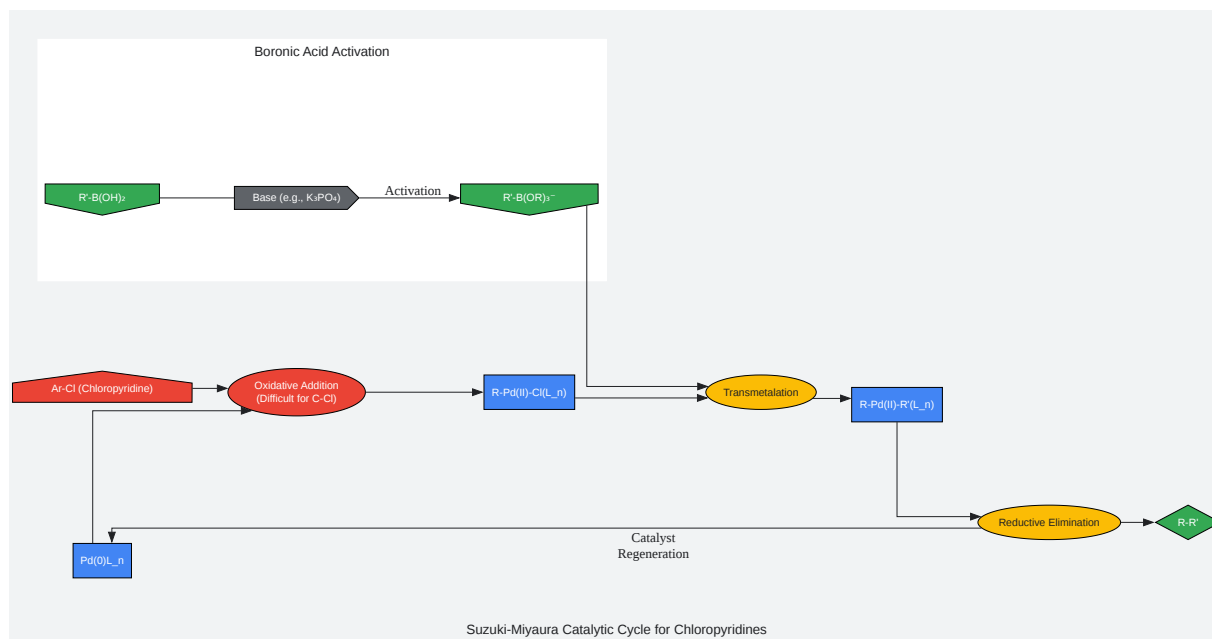 Boronic Acid Activation
R'-B(OH)₂
Base (e.g., K₃PO₄)
Activation
R'-B(OR)₃⁻
Ar-Cl (Chloropyridine)
Oxidative Addition
(Difficult for C-Cl)
R-Pd(II)-Cl(L_n)
Transmetalation
R-Pd(II)-R'(L_n)
Reductive Elimination
R-R'
Catalyst
Regeneration
Pd(0)L_n
Suzuki-Miyaura Catalytic Cycle for Chloropyridines